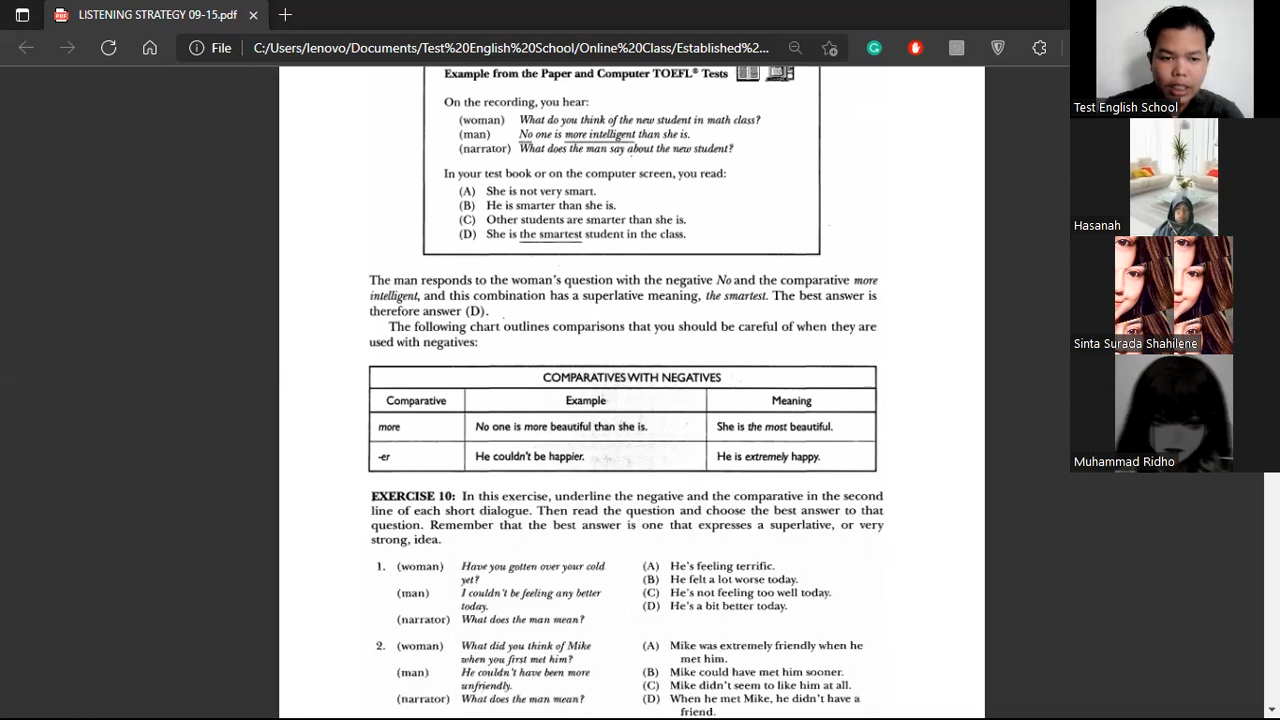 LISTENING STRATEGY 09-15.pdf
File
C:/Users/lenovo/Documents/Test%20English%20School/Online%20Class/Established%2...
Example from the Paper and Computer TOEFL® Tests
On the recording, you hear:
(woman) What do you think of the new student in math class?
(man) No one is more intelligent than she is.
(narrator) What does the man say about the new student?
In your test book or on the computer screen, you read:
(A) She is not very smart.
(B) He is smarter than she is.
(C) Other students are smarter than she is.
(D) She is the smartest student in the class.
The man responds to the woman's question with the negative No and the comparative more
intelligent, and this combination has a superlative meaning, the smartest. The best answer is
therefore answer (D).
The following chart outlines comparisons that you should be careful of when they are
used with negatives:
COMPARATIVES WITH NEGATIVES
Comparative Example Meaning
more No one is more beautiful than she is. She is the most beautiful.
-er He couldn't be happier. He is extremely happy.
EXERCISE 10: In this exercise, underline the negative and the comparative in the second
line of each short dialogue. Then read the question and choose the best answer to that
question. Remember that the best answer is one that expresses a superlative, or very
strong, idea.
1. (woman) Have you gotten over your cold
yet?
(man) I couldn't be feeling any better
today.
(narrator) What does the man mean?
(A) He's feeling terrific.
(B) He felt a lot worse today.
(C) He's not feeling too well today.
(D) He's a bit better today.
2. (woman) What did you think of Mike
when you first met him?
(man) He couldn't have been more
unfriendly.
(narrator) What does the man mean?
(A) Mike was extremely friendly when he
met him.
(B) Mike could have met him sooner.
(C) Mike didn't seem to like him at all.
(D) When he met Mike, he didn't have a
friend.
Test English School
Hasanah
Sinta Surada Shahilene
Muhammad Ridho